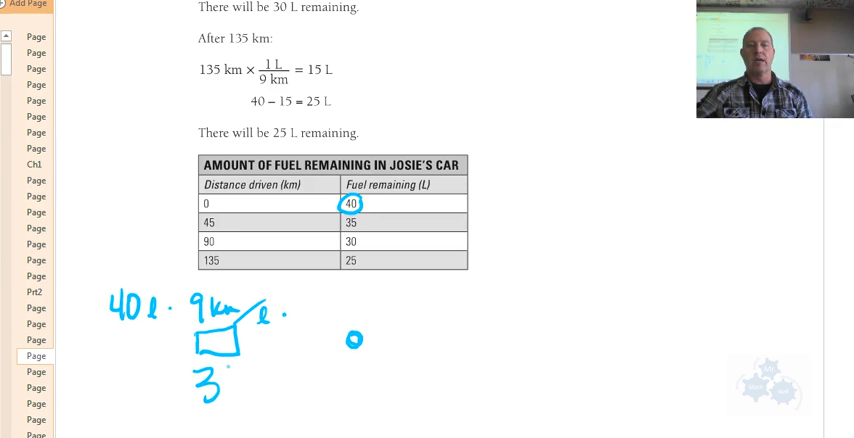 Add Page
Page
Page
Page
Page
Page
Page
Page
Page
Ch1
Page
Page
Page
Page
Page
Page
Page
Prt2
Page
Page
Page
Page
Page
Page
Page
Page
There will be 30 L remaining.
After 135 km:
135 km × 1 L / 9 km = 15 L
40 – 15 = 25 L
There will be 25 L remaining.
AMOUNT OF FUEL REMAINING IN JOSIE'S CAR
Distance driven (km) Fuel remaining (L)
0 40
45 35
90 30
135 25
40 l · 9 km / l ·
3